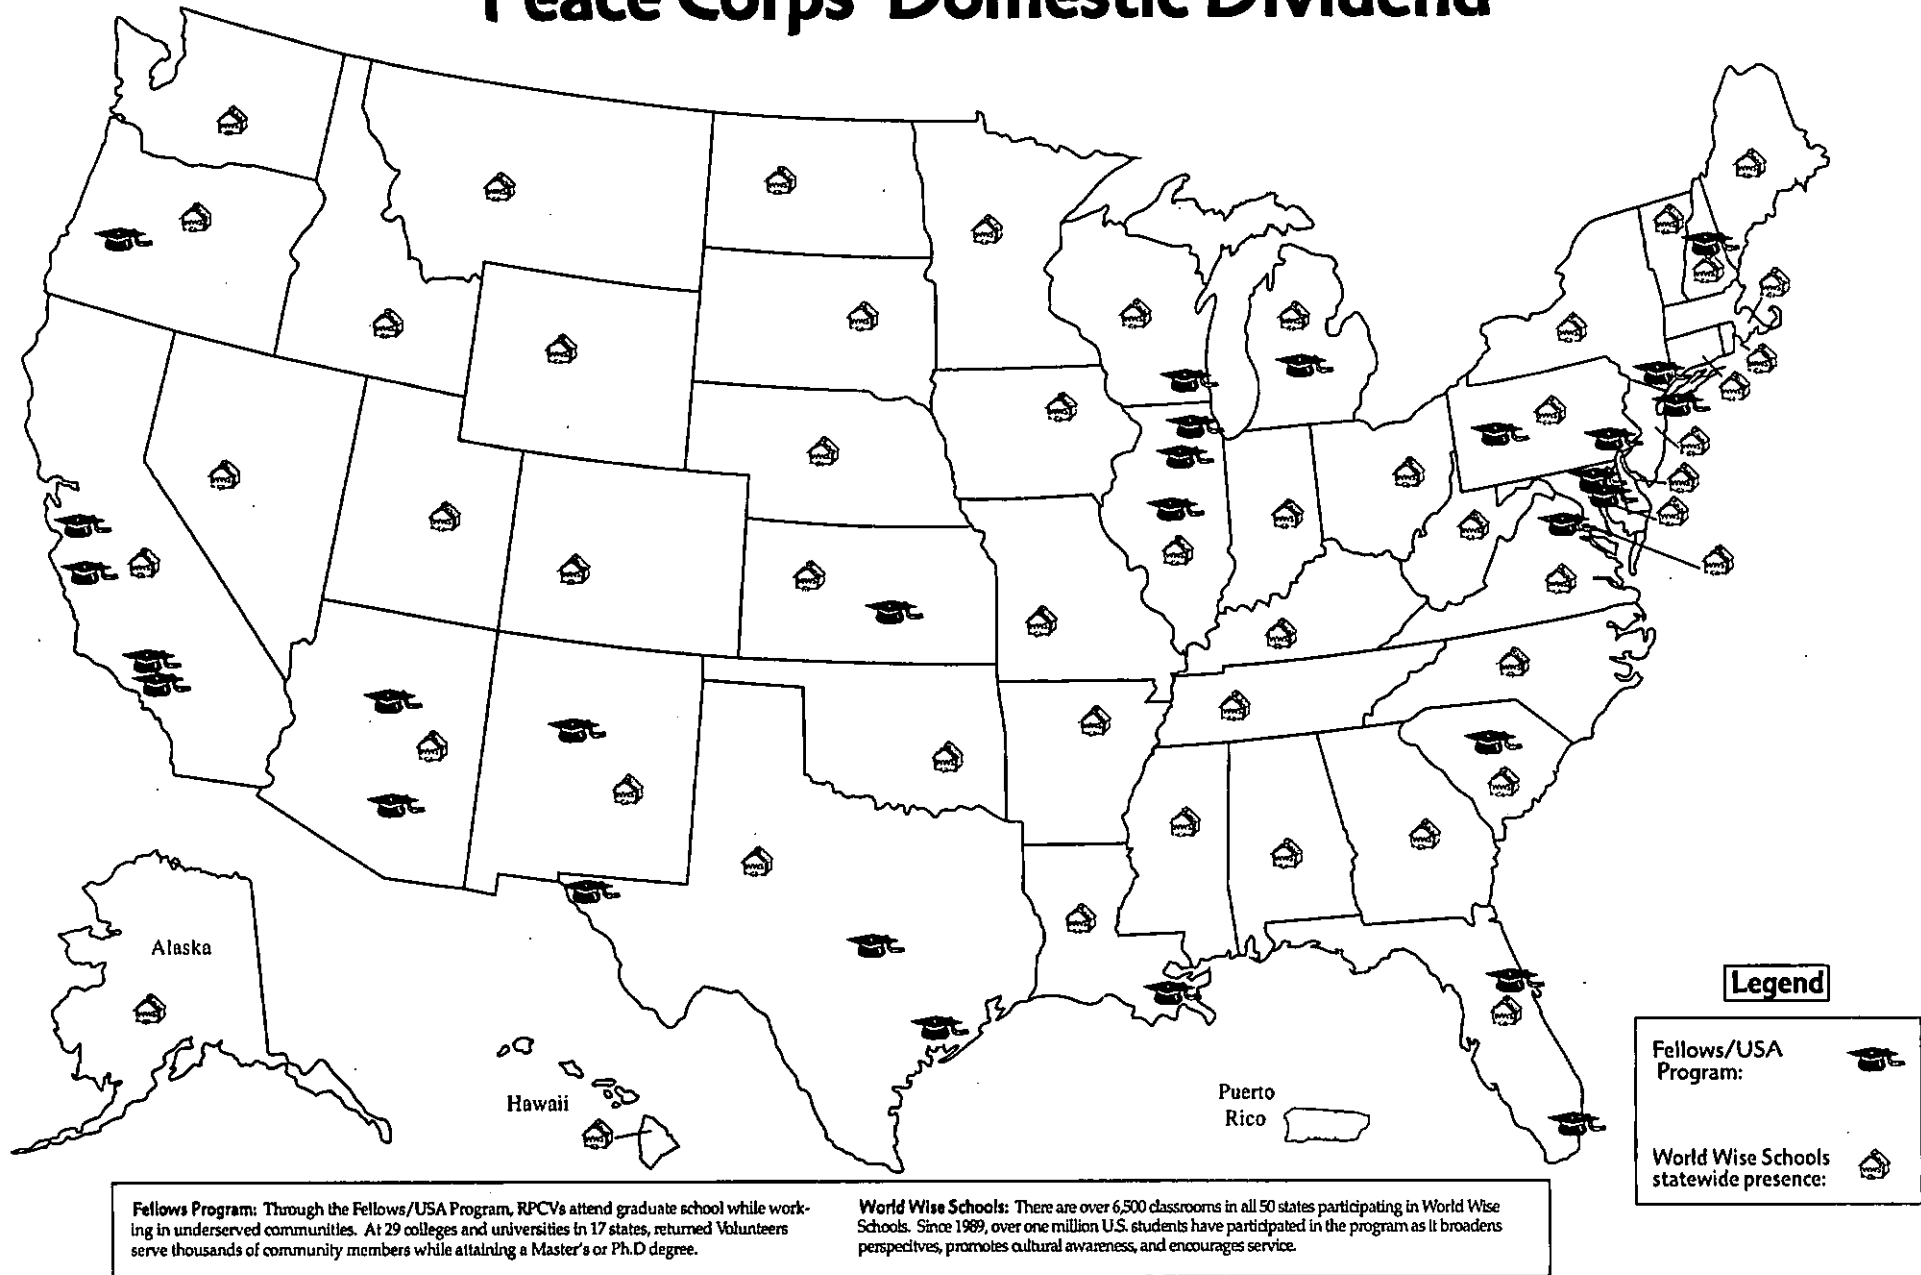 Peace Corps' Domestic Dividend
Alaska
Hawaii
Puerto
Rico
Legend
Fellows/USA
Program:
World Wise Schools
statewide presence:
Fellows Program: Through the Fellows/USA Program, RPCVs attend graduate school while work-
ing in underserved communities. At 29 colleges and universities in 17 states, returned Volunteers
serve thousands of community members while attaining a Master's or Ph.D degree.
World Wise Schools: There are over 6,500 classrooms in all 50 states participating in World Wise
Schools. Since 1989, over one million U.S. students have participated in the program as it broadens
perspecitves, promotes cultural awareness, and encourages service.